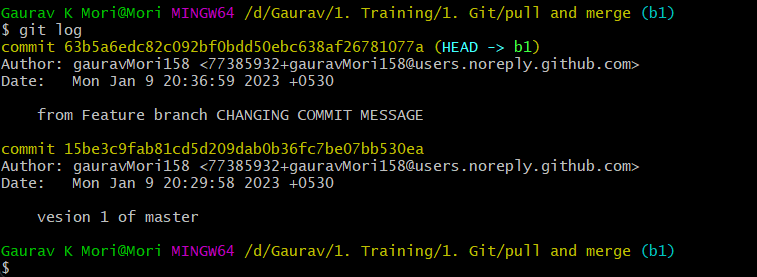 Gaurav K Mori@Mori MINGW64 /d/Gaurav/1. Training/1. Git/pull and merge (b1)
$ git log
commit 63b5a6edc82c092bf0bdd50ebc638af26781077a (HEAD -> b1)
Author: gauravMori158 <77385932+gauravMori158@users.noreply.github.com>
Date:   Mon Jan 9 20:36:59 2023 +0530
from Feature branch CHANGING COMMIT MESSAGE
commit 15be3c9fab81cd5d209dab0b36fc7be07bb530ea
Author: gauravMori158 <77385932+gauravMori158@users.noreply.github.com>
Date:   Mon Jan 9 20:29:58 2023 +0530
vesion 1 of master
Gaurav K Mori@Mori MINGW64 /d/Gaurav/1. Training/1. Git/pull and merge (b1)
$